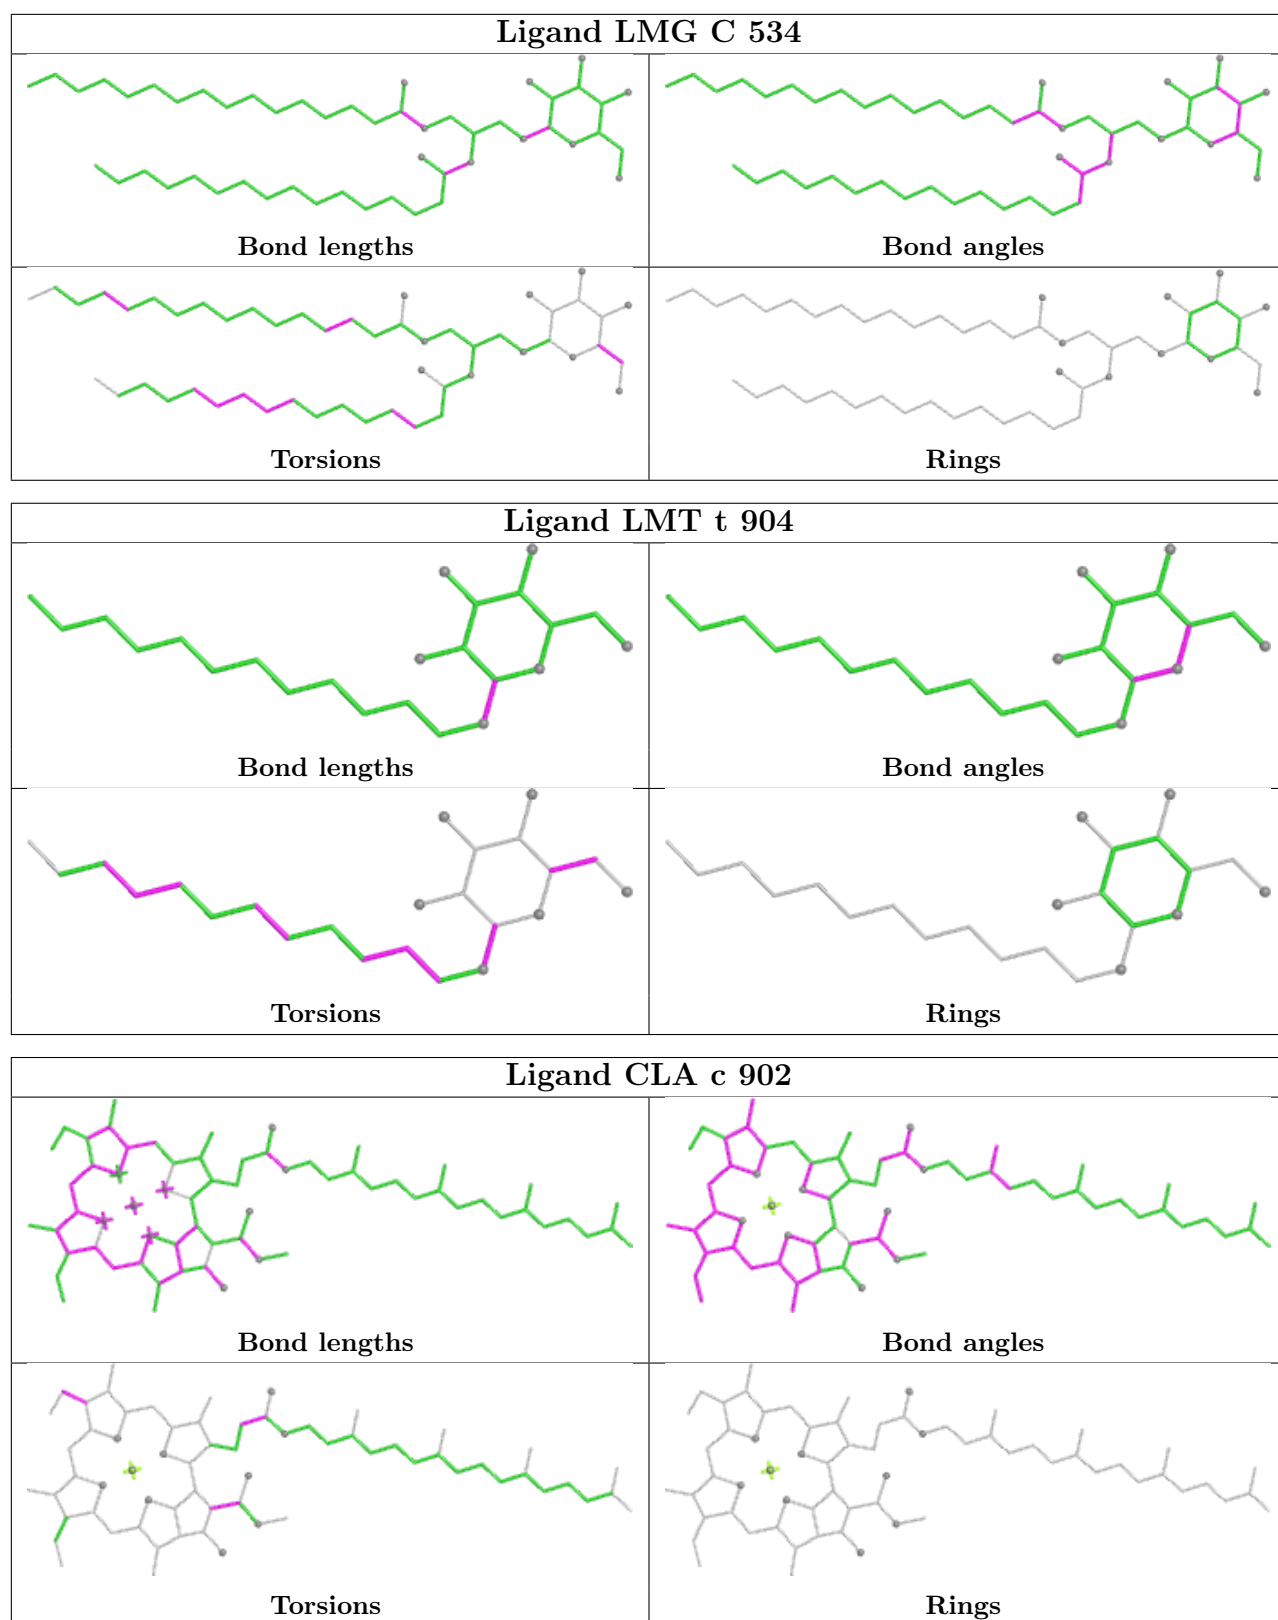 Ligand LMG C 534
Bond lengths
Bond angles
Torsions
Rings
Ligand LMT t 904
Bond lengths
Bond angles
Torsions
Rings
Ligand CLA c 902
Bond lengths
Bond angles
Torsions
Rings